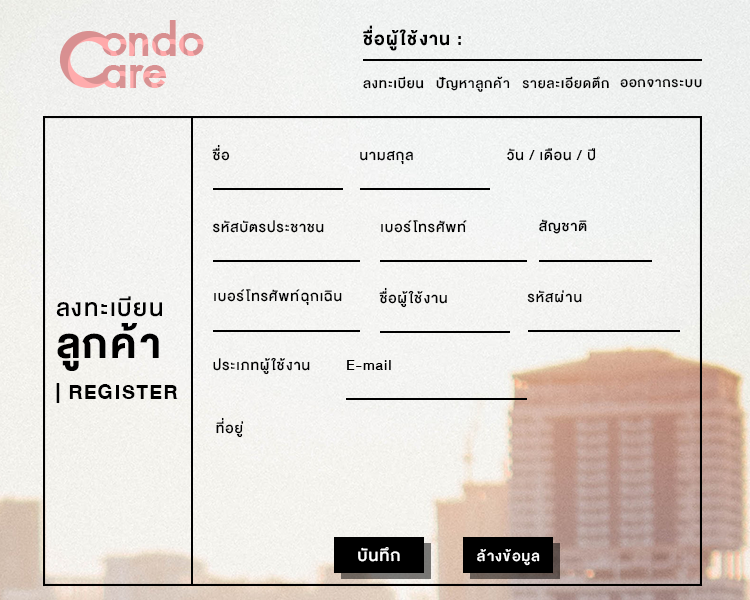 Condo
Care
ชื่อผู้ใช้งาน :
ลงทะเบียน ปัญหาลูกค้า รายละเอียดตึก ออกจากระบบ
ชื่อ นามสกุล วัน / เดือน / ปี
รหัสบัตรประชาชน เบอร์โทรศัพท์ สัญชาติ
เบอร์โทรศัพท์ฉุกเฉิน ชื่อผู้ใช้งาน รหัสผ่าน
ลงทะเบียน
ลูกค้า
| REGISTER
ประเภทผู้ใช้งาน E-mail
ที่อยู่
บันทึก ล้างข้อมูล